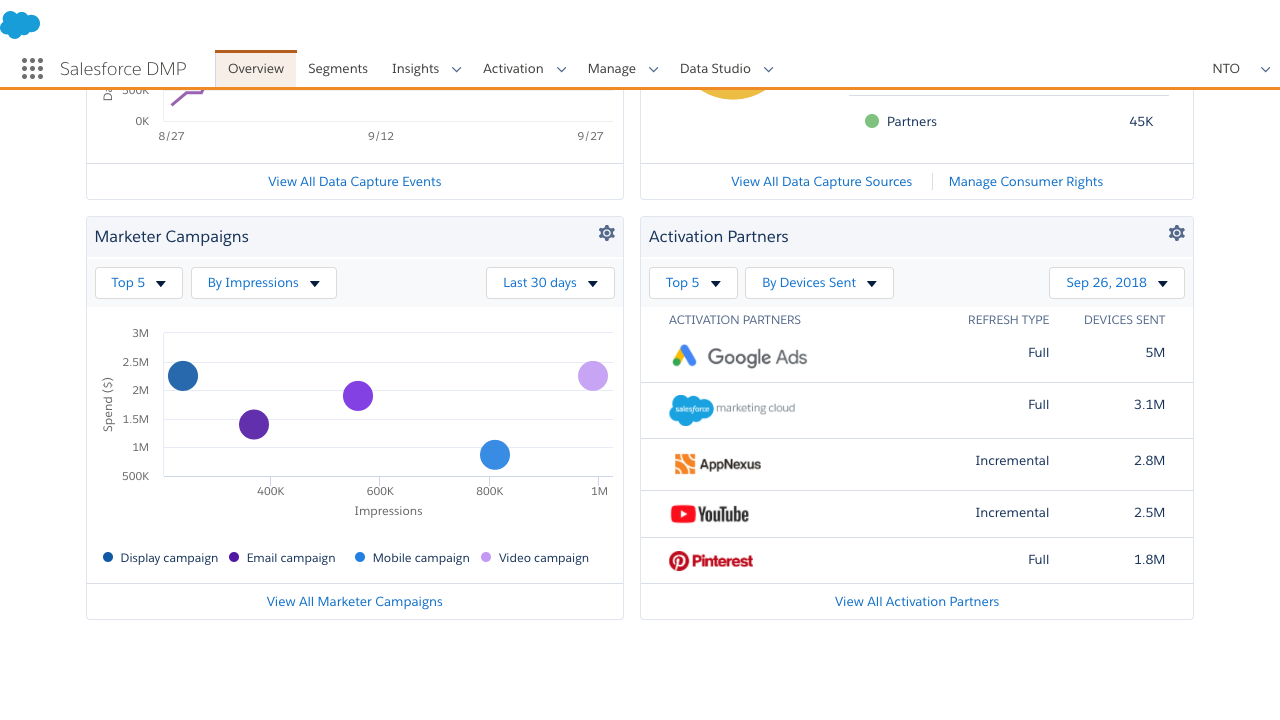 Salesforce DMP
Overview
Segments
Insights
Activation
Manage
Data Studio
NTO
500K
0K
8/27
9/12
9/27
View All Data Capture Events
Partners
45K
View All Data Capture Sources
Manage Consumer Rights
Marketer Campaigns
Top 5
By Impressions
Last 30 days
Spend ($)
3M
2.5M
2M
1.5M
1M
500K
400K
600K
800K
1M
Impressions
Display campaign
Email campaign
Mobile campaign
Video campaign
View All Marketer Campaigns
Activation Partners
Top 5
By Devices Sent
Sep 26, 2018
ACTIVATION PARTNERS REFRESH TYPE DEVICES SENT
Google Ads Full 5M
salesforce marketing cloud Full 3.1M
AppNexus Incremental 2.8M
YouTube Incremental 2.5M
Pinterest Full 1.8M
View All Activation Partners